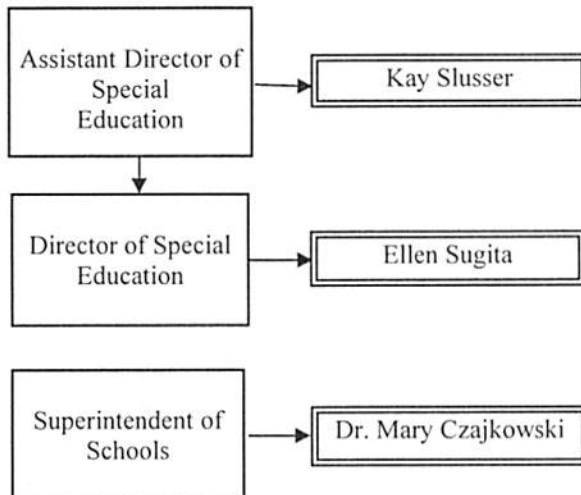 Assistant Director of
Special
Education
Kay Slusser
Director of Special
Education
Ellen Sugita
Superintendent of
Schools
Dr. Mary Czajkowski